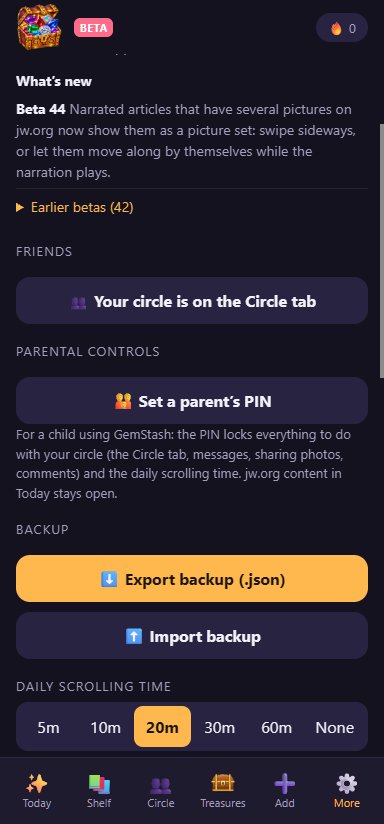 BETA
0
What's new
Beta 44 Narrated articles that have several pictures on
jw.org now show them as a picture set: swipe sideways,
or let them move along by themselves while the
narration plays.
Earlier betas (42)
FRIENDS
Your circle is on the Circle tab
PARENTAL CONTROLS
Set a parent's PIN
For a child using GemStash: the PIN locks everything to do
with your circle (the Circle tab, messages, sharing photos,
comments) and the daily scrolling time. jw.org content in
Today stays open.
BACKUP
Export backup (.json)
Import backup
DAILY SCROLLING TIME
5m 10m 20m 30m 60m None
Today Shelf Circle Treasures Add More